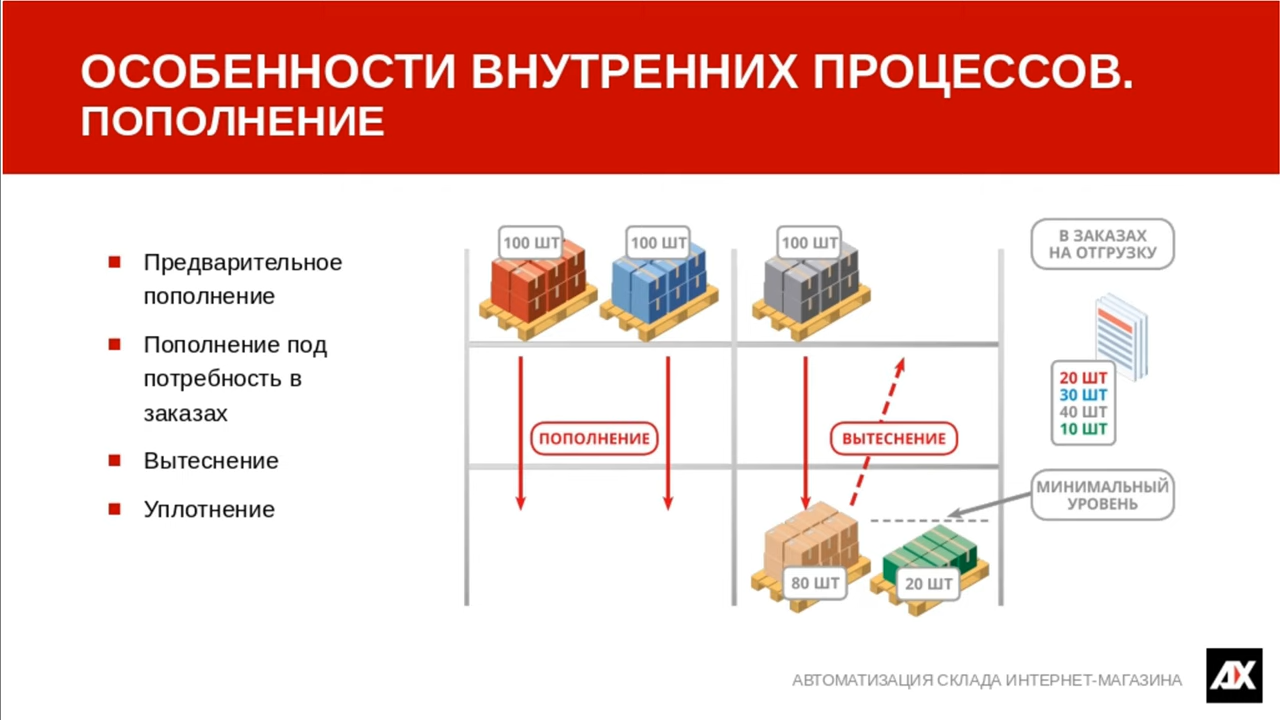 ОСОБЕННОСТИ ВНУТРЕННИХ ПРОЦЕССОВ.
ПОПОЛНЕНИЕ
Предварительное
пополнение
Пополнение под
потребность в
заказах
Вытеснение
Уплотнение
100 ШТ
100 ШТ
100 ШТ
ПОПОЛНЕНИЕ
ВЫТЕСНЕНИЕ
80 ШТ
20 ШТ
В ЗАКАЗАХ
НА ОТГРУЗКУ
20 ШТ
30 ШТ
40 ШТ
10 ШТ
МИНИМАЛЬНЫЙ
УРОВЕНЬ
АВТОМАТИЗАЦИЯ СКЛАДА ИНТЕРНЕТ-МАГАЗИНА
AX